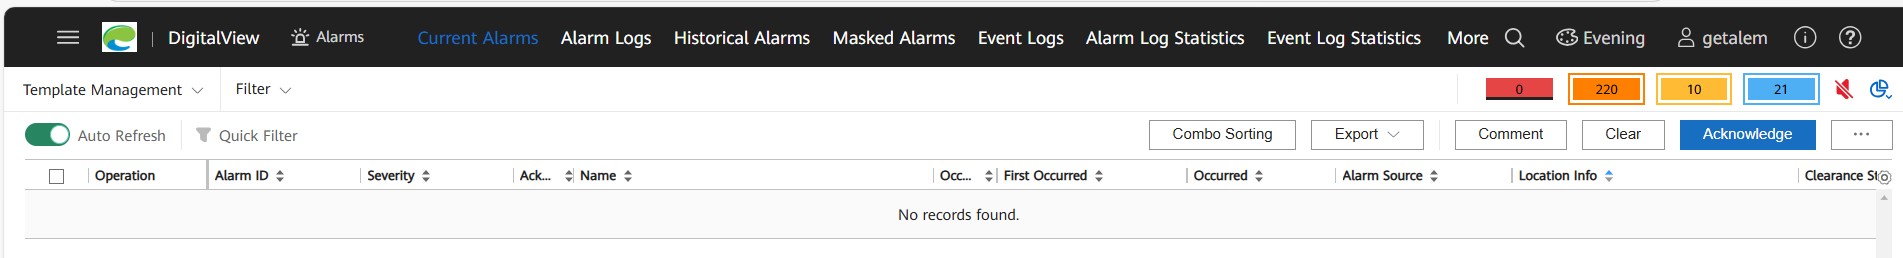 DigitalView Alarms Current Alarms Alarm Logs Historical Alarms Masked Alarms Event Logs Alarm Log Statistics Event Log Statistics More Evening getalem
Template Management Filter 0 220 10 21
Auto Refresh Quick Filter Combo Sorting Export Comment Clear Acknowledge ...
Operation Alarm ID Severity Ack... Name Occ... First Occurred Occurred Alarm Source Location Info Clearance St
No records found.